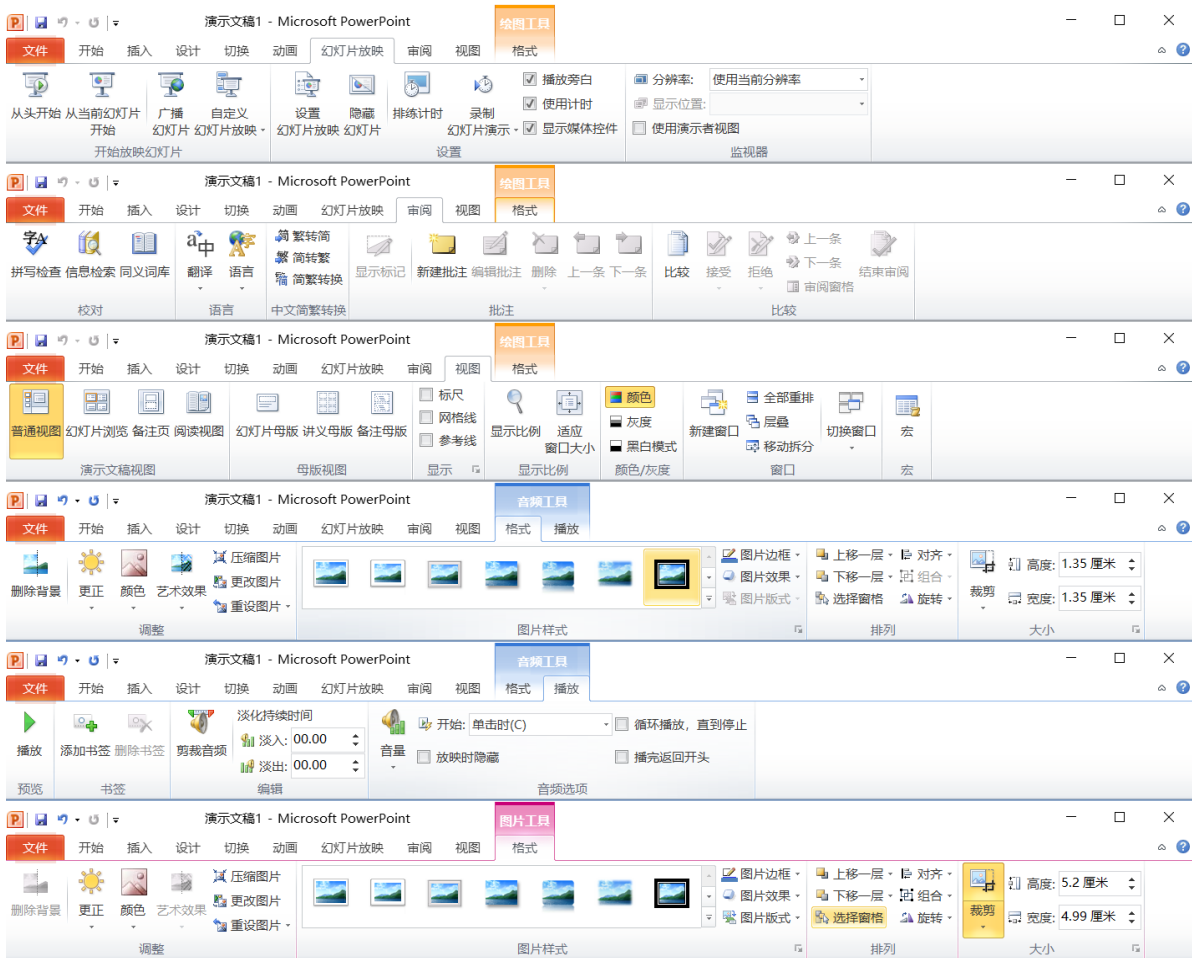 演示文稿1 - Microsoft PowerPoint 绘图工具
文件 开始 插入 设计 切换 动画 幻灯片放映 审阅 视图 格式
播放旁白 分辨率: 使用当前分辨率
使用计时 显示位置:
从头开始 从当前幻灯片 广播 自定义 设置 隐藏 排练计时 录制
开始 幻灯片 幻灯片放映 幻灯片放映 幻灯片 幻灯片演示 显示媒体控件 使用演示者视图
开始放映幻灯片 设置 监视器
演示文稿1 - Microsoft PowerPoint 绘图工具
文件 开始 插入 设计 切换 动画 幻灯片放映 审阅 视图 格式
繁转简 上一条
简转繁 下一条
拼写检查 信息检索 同义词库 翻译 语言 简繁转换 显示标记 新建批注 编辑批注 删除 上一条 下一条 比较 接受 拒绝 审阅窗格 结束审阅
校对 语言 中文简繁转换 批注 比较
演示文稿1 - Microsoft PowerPoint 绘图工具
文件 开始 插入 设计 切换 动画 幻灯片放映 审阅 视图 格式
标尺 颜色 全部重排
网格线 灰度 层叠
普通视图 幻灯片浏览 备注页 阅读视图 幻灯片母版 讲义母版 备注母版 参考线 显示比例 适应 窗口大小 黑白模式 新建窗口 移动拆分 切换窗口 宏
演示文稿视图 母版视图 显示 显示比例 颜色/灰度 窗口 宏
演示文稿1 - Microsoft PowerPoint 音频工具
文件 开始 插入 设计 切换 动画 幻灯片放映 审阅 视图 格式 播放
压缩图片 图片边框 上移一层 对齐 高度: 1.35 厘米
更改图片 图片效果 下移一层 组合
删除背景 更正 颜色 艺术效果 重设图片 图片版式 选择窗格 旋转 裁剪 宽度: 1.35 厘米
调整 图片样式 排列 大小
演示文稿1 - Microsoft PowerPoint 音频工具
文件 开始 插入 设计 切换 动画 幻灯片放映 审阅 视图 格式 播放
淡化持续时间
淡入: 00.00 开始: 单击时(C) 循环播放，直到停止
播放 添加书签 删除书签 剪裁音频 淡出: 00.00 音量 放映时隐藏 播完返回开头
预览 书签 编辑 音频选项
演示文稿1 - Microsoft PowerPoint 图片工具
文件 开始 插入 设计 切换 动画 幻灯片放映 审阅 视图 格式
压缩图片 图片边框 上移一层 对齐 高度: 5.2 厘米
更改图片 图片效果 下移一层 组合
删除背景 更正 颜色 艺术效果 重设图片 图片版式 选择窗格 旋转 裁剪 宽度: 4.99 厘米
调整 图片样式 排列 大小